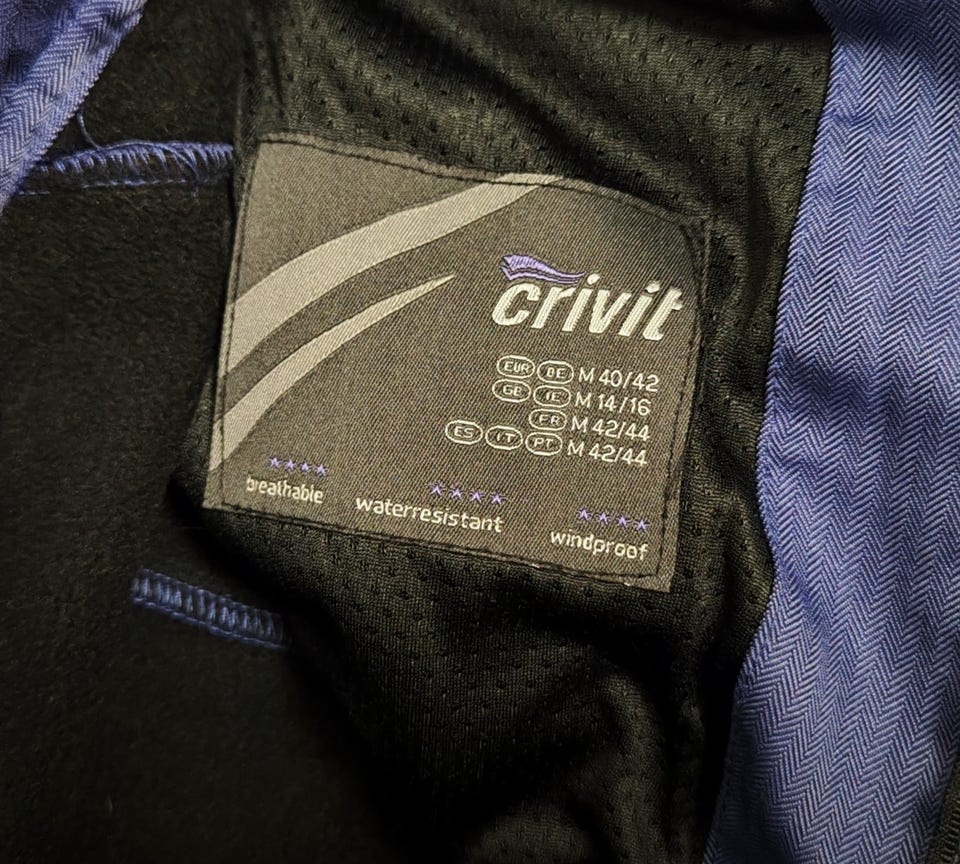 crivit
EUR DE M 40/42
GB IE M 14/16
FR M 42/44
ES IT PT M 42/44
★★★★
breathable
★★★★
waterresistant
★★★★
windproof